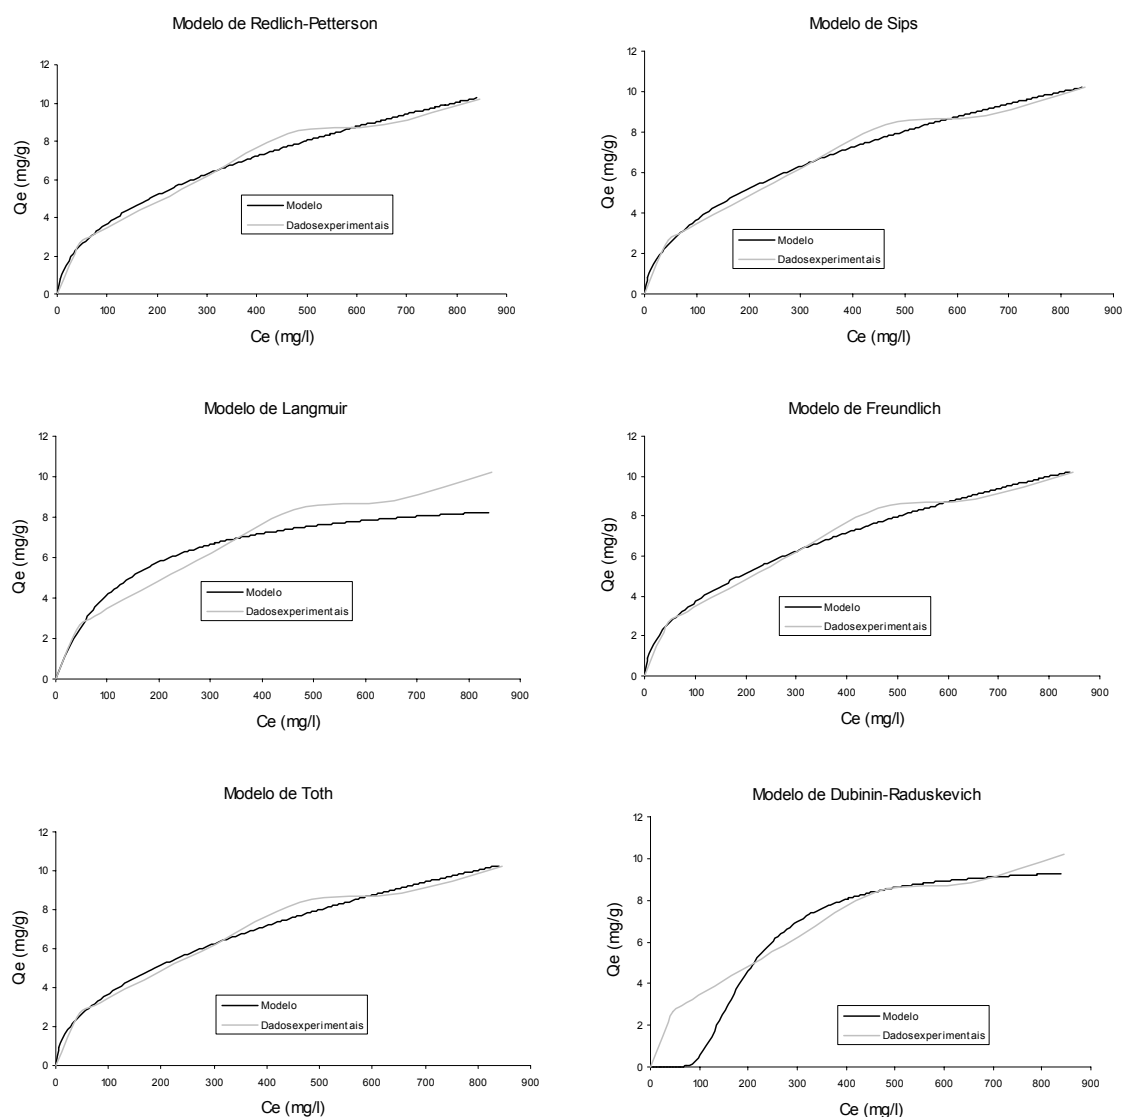 Modelo de Redlich-Petterson
12
10
8
6
4
2
0
Qe (mg/g)
Modelo
Dadosexperimentais
0 100 200 300 400 500 600 700 800 900
Ce (mg/l)
Modelo de Sips
12
10
8
6
4
2
0
Qe (mg/g)
Modelo
Dadosexperimentais
0 100 200 300 400 500 600 700 800 900
Ce (mg/l)
Modelo de Langmuir
12
10
8
6
4
2
0
Qe (mg/g)
Modelo
Dadosexperimentais
0 100 200 300 400 500 600 700 800 900
Ce (mg/l)
Modelo de Freundlich
12
10
8
6
4
2
0
Qe (mg/g)
Modelo
Dadosexperimentais
0 100 200 300 400 500 600 700 800 900
Ce (mg/l)
Modelo de Toth
12
10
8
6
4
2
0
Qe (mg/g)
Modelo
Dadosexperimentais
0 100 200 300 400 500 600 700 800 900
Ce (mg/l)
Modelo de Dubinin-Raduskevich
12
10
8
6
4
2
0
Qe (mg/g)
Modelo
Dadosexperimentais
0 100 200 300 400 500 600 700 800 900
Ce (mg/l)